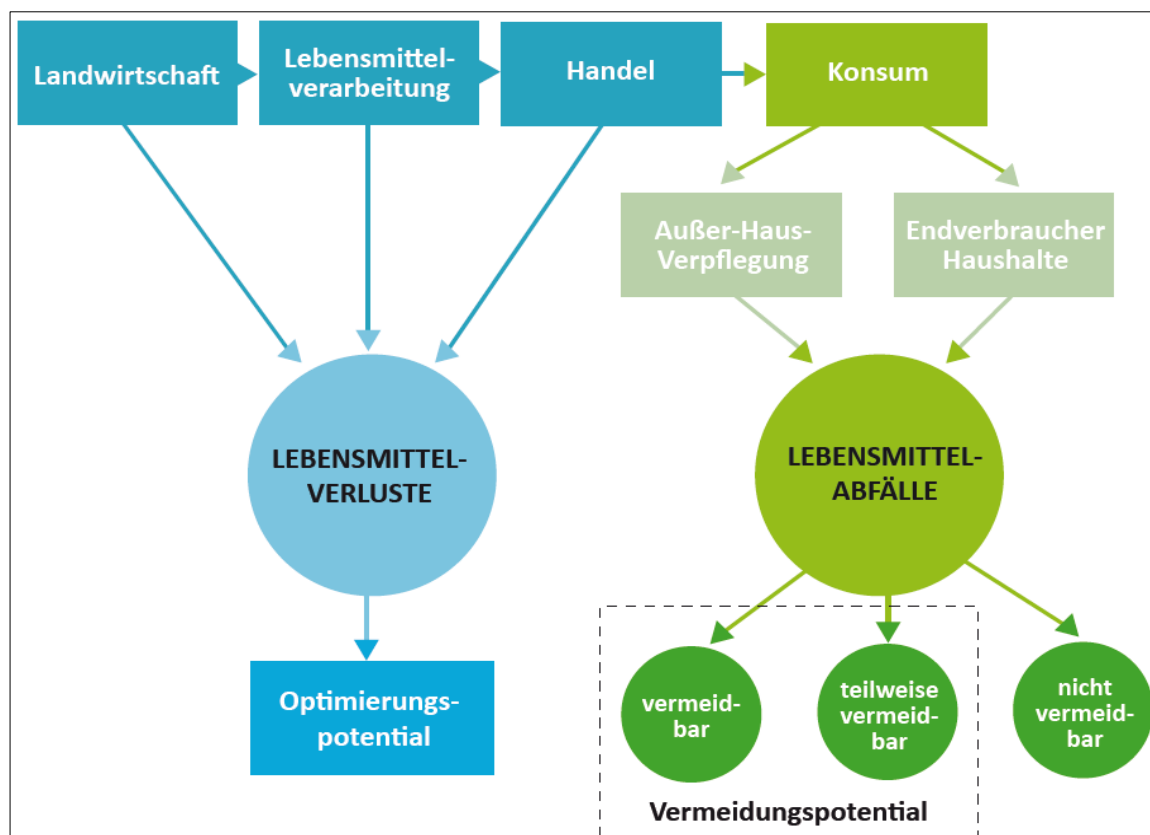 Landwirtschaft
Lebensmittel-
verarbeitung
Handel
Konsum
Außer-Haus-
Verpflegung
Endverbraucher
Haushalte
LEBENSMITTEL-
VERLUSTE
LEBENSMITTEL-
ABFÄLLE
Optimierungs-
potential
vermeid-
bar
teilweise
vermeid-
bar
nicht
vermeid-
bar
Vermeidungspotential